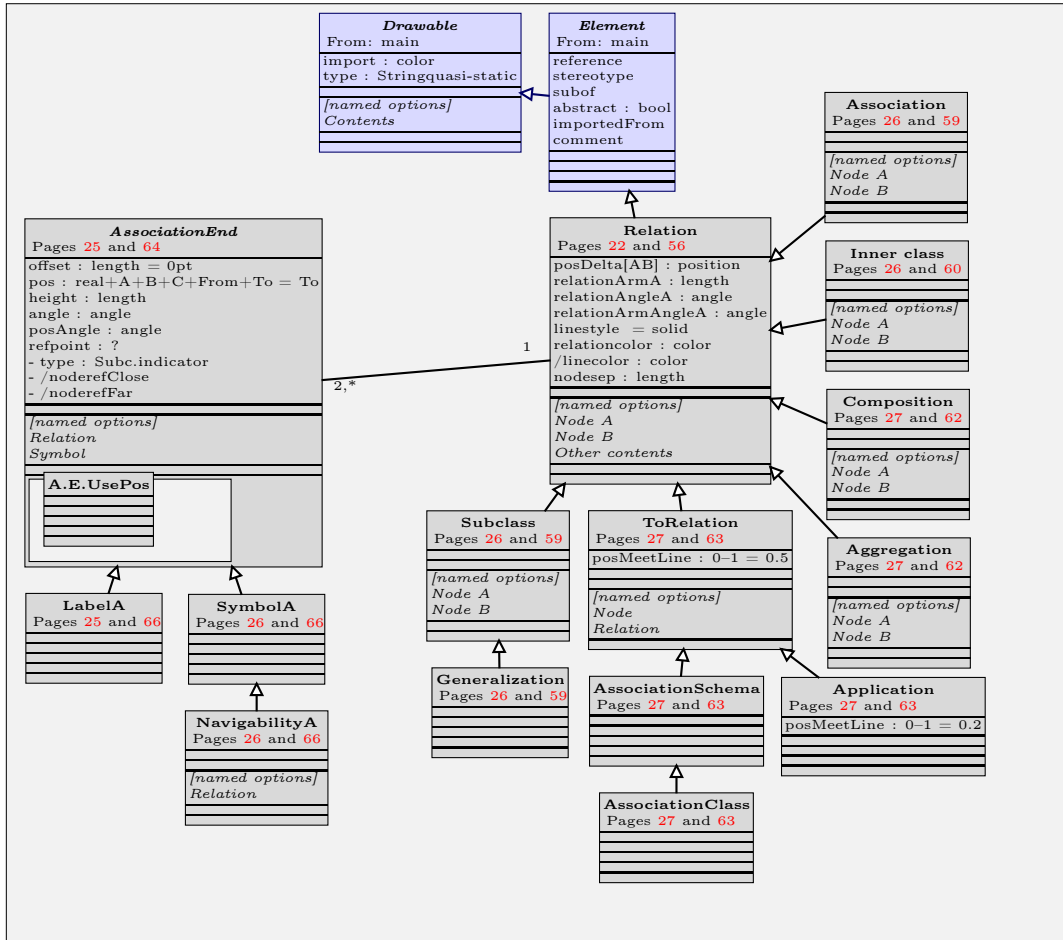 Drawable
From: main
import : color
type : Stringquasi-static
[named options]
Contents
Element
From: main
reference
stereotype
subof
abstract : bool
importedFrom
comment
Association
Pages 26 and 59
[named options]
Node A
Node B
AssociationEnd
Pages 25 and 64
offset : length = 0pt
pos : real+A+B+C+From+To = To
height : length
angle : angle
posAngle : angle
refpoint : ?
- type : Subc.indicator
- /noderefClose
- /noderefFar
[named options]
Relation
Symbol
A.E.UsePos
1
2,*
Relation
Pages 22 and 56
posDelta[AB] : position
relationArmA : length
relationAngleA : angle
relationArmAngleA : angle
linestyle = solid
relationcolor : color
/linecolor : color
nodesep : length
[named options]
Node A
Node B
Other contents
Inner class
Pages 26 and 60
[named options]
Node A
Node B
Composition
Pages 27 and 62
[named options]
Node A
Node B
Aggregation
Pages 27 and 62
[named options]
Node A
Node B
Subclass
Pages 26 and 59
[named options]
Node A
Node B
ToRelation
Pages 27 and 63
posMeetLine : 0–1 = 0.5
[named options]
Node
Relation
LabelA
Pages 25 and 66
SymbolA
Pages 26 and 66
NavigabilityA
Pages 26 and 66
[named options]
Relation
Generalization
Pages 26 and 59
AssociationSchema
Pages 27 and 63
Application
Pages 27 and 63
posMeetLine : 0–1 = 0.2
AssociationClass
Pages 27 and 63